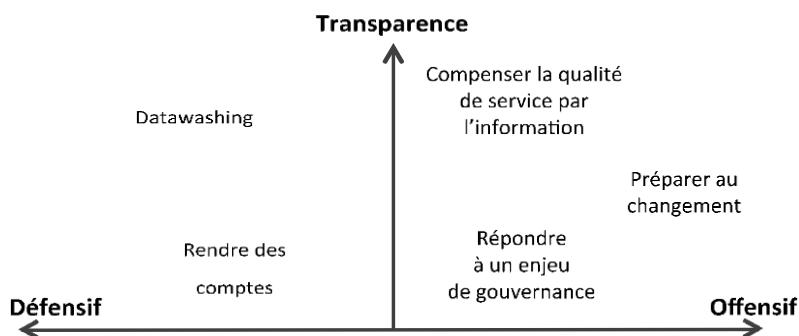 Transparence
Compenser la qualité
de service par
l’information
Datawashing
Préparer au
changement
Rendre des
comptes
Répondre
à un enjeu
de gouvernance
Défensif
Offensif